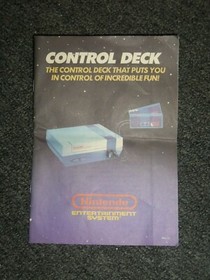 CONTROL DECK
THE CONTROL DECK THAT PUTS YOU
IN CONTROL OF INCREDIBLE FUN!
Nintendo
ENTERTAINMENT
SYSTEM